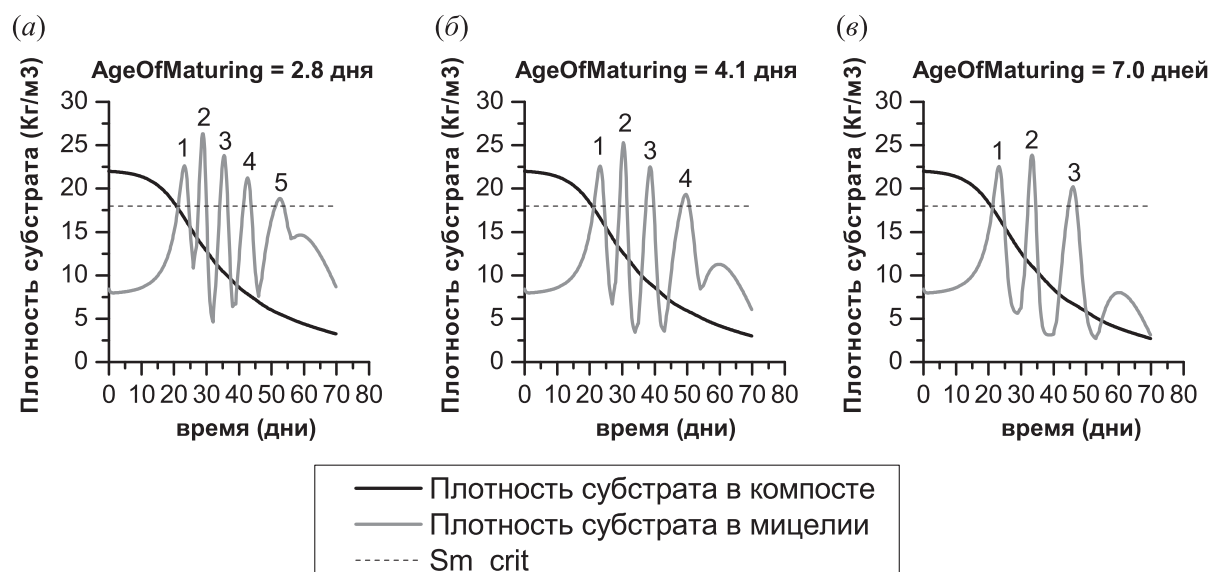 (а)
AgeOfMaturing = 2.8 дня
Плотность субстрата (Кг/м3)
30
25
20
15
10
5
0
1
2
3
4
5
0 10 20 30 40 50 60 70 80
время (дни)
(б)
AgeOfMaturing = 4.1 дня
Плотность субстрата (Кг/м3)
30
25
20
15
10
5
0
1
2
3
4
0 10 20 30 40 50 60 70 80
время (дни)
(в)
AgeOfMaturing = 7.0 дней
Плотность субстрата (Кг/м3)
30
25
20
15
10
5
0
1
2
3
0 10 20 30 40 50 60 70 80
время (дни)
Плотность субстрата в компосте
Плотность субстрата в мицелии
Sm crit